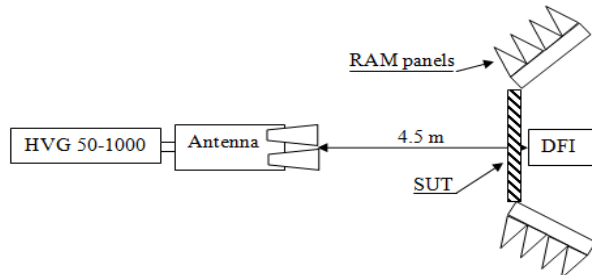 RAM panels
HVG 50-1000
Antenna
4.5 m
DFI
SUT